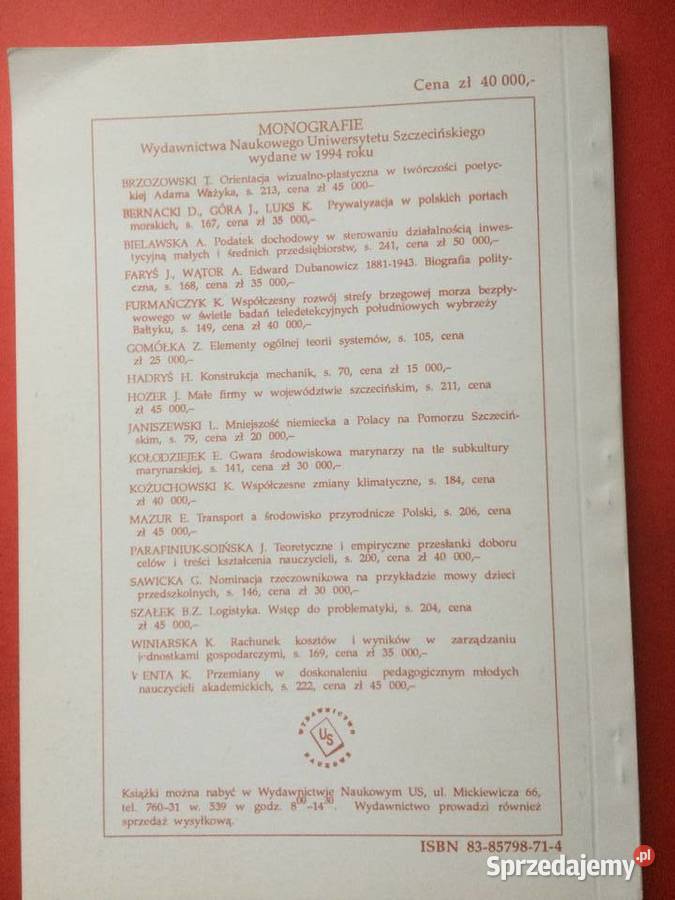 Cena zł 40 000,-
MONOGRAFIE
Wydawnictwa Naukowego Uniwersytetu Szczecińskiego
wydane w 1994 roku
BRZOZOWSKI T. Orientacja wizualno-plastyczna w twórczości poetyc-
kiej Adama Ważyka, s. 213, cena zł 45 000-
BERNACKI D., GÓRA J., LUKS K. Prywatyzacja w polskich portach
morskich, s. 167, cena zł 35 000,-
BIELAWSKA A. Podatek dochodowy w sterowaniu działalnością inwes-
tycyjną małych i średnich przedsiębiorstw, s. 241, cena zł 50 000,-
FARYŚ J., WĄTOR A. Edward Dubanowicz 1881-1943. Biografia polity-
czna, s. 168, cena zł 35 000,-
FURMAŃCZYK K. Współczesny rozwój strefy brzegowej morza bezpły-
wowego w świetle badań teledetekcyjnych południowych wybrzeży
Bałtyku, s. 149, cena zł 40 000,-
GOMÓŁKA Z. Elementy ogólnej teorii systemów, s. 105, cena
zł 25 000,-
HADRYŚ H. Konstrukcja mechanik, s. 70, cena zł 15 000,-
HOZER J. Małe firmy w województwie szczecińskim, s. 211, cena
zł 45 000,-
JANISZEWSKI L. Mniejszość niemiecka a Polacy na Pomorzu Szczeciń-
skim, s. 79, cena zł 20 000,-
KOŁODZIEJEK E. Gwara środowiskowa marynarzy na tle subkultury
marynarskiej, s. 141, cena zł 30 000,-
KOŻUCHOWSKI K. Współczesne zmiany klimatyczne, s. 184, cena
zł 40 000,-
MAZUR E. Transport a środowisko przyrodnicze Polski, s. 206, cena
zł 45 000,-
PARAFINIUK-SOIŃSKA J. Teoretyczne i empiryczne przesłanki doboru
celów i treści kształcenia nauczycieli, s. 200, cena zł 40 000,-
SAWICKA G. Nominacja rzeczownikowa na przykładzie mowy dzieci
przedszkolnych, s. 146, cena zł 30 000,-
SZAŁEK B.Z. Logistyka. Wstęp do problematyki, s. 204, cena
zł 45 000,-
WINIARSKA K. Rachunek kosztów i wyników w zarządzaniu
jednostkami gospodarczymi, s. 169, cena zł 35 000,-
WENTA K. Przemiany w doskonaleniu pedagogicznym młodych
nauczycieli akademickich, s. 222, cena zł 45 000,-
WYDAWNICTWO
US
NAUKOWE
Książki można nabyć w Wydawnictwie Naukowym US, ul. Mickiewicza 66,
tel. 760-31 w. 539 w godz. 8⁰⁰-14³⁰. Wydawnictwo prowadzi również
sprzedaż wysyłkową.
ISBN 83-85798-71-4
Sprzedajemy.pl